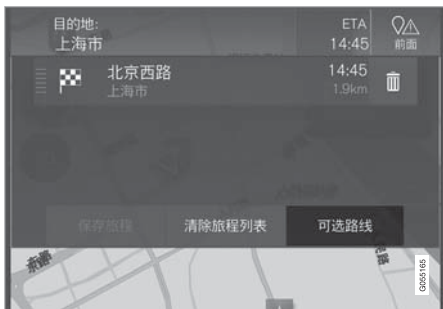 目的地:
上海市
ETA
14:45
前面
北京西路
上海市
14:45
1.9km
保存旅程
清除旅程列表
可选路线
G055165